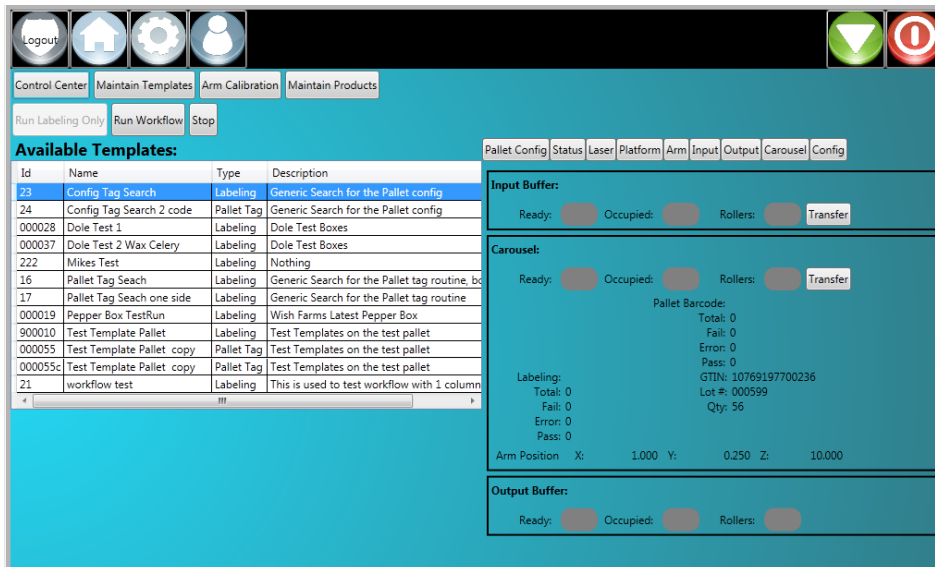 Logout
Control Center Maintain Templates Arm Calibration Maintain Products
Run Labeling Only Run Workflow Stop
Available Templates:
Id Name Type Description
23 Config Tag Search Labeling Generic Search for the Pallet config
24 Config Tag Search 2 code Pallet Tag Generic Search for the Pallet config
000028 Dole Test 1 Labeling Dole Test Boxes
000037 Dole Test 2 Wax Celery Labeling Dole Test Boxes
222 Mikes Test Labeling Nothing
16 Pallet Tag Seach Labeling Generic Search for the Pallet tag routine, bo
17 Pallet Tag Seach one side Labeling Generic Search for the Pallet tag routine
000019 Pepper Box TestRun Labeling Wish Farms Latest Pepper Box
900010 Test Template Pallet Labeling Test Templates on the test pallet
000055 Test Template Pallet copy Pallet Tag Test Templates on the test pallet
000055c Test Template Pallet copy Pallet Tag Test Templates on the test pallet
21 workflow test Labeling This is used to test workflow with 1 column
Pallet Config Status Laser Platform Arm Input Output Carousel Config
Input Buffer:
Ready: Occupied: Rollers: Transfer
Carousel:
Ready: Occupied: Rollers: Transfer
Pallet Barcode:
Total: 0
Fail: 0
Error: 0
Pass: 0
GTIN: 10769197700236
Lot #: 000599
Qty: 56
Labeling:
Total: 0
Fail: 0
Error: 0
Pass: 0
Arm Position X: 1.000 Y: 0.250 Z: 10.000
Output Buffer:
Ready: Occupied: Rollers: